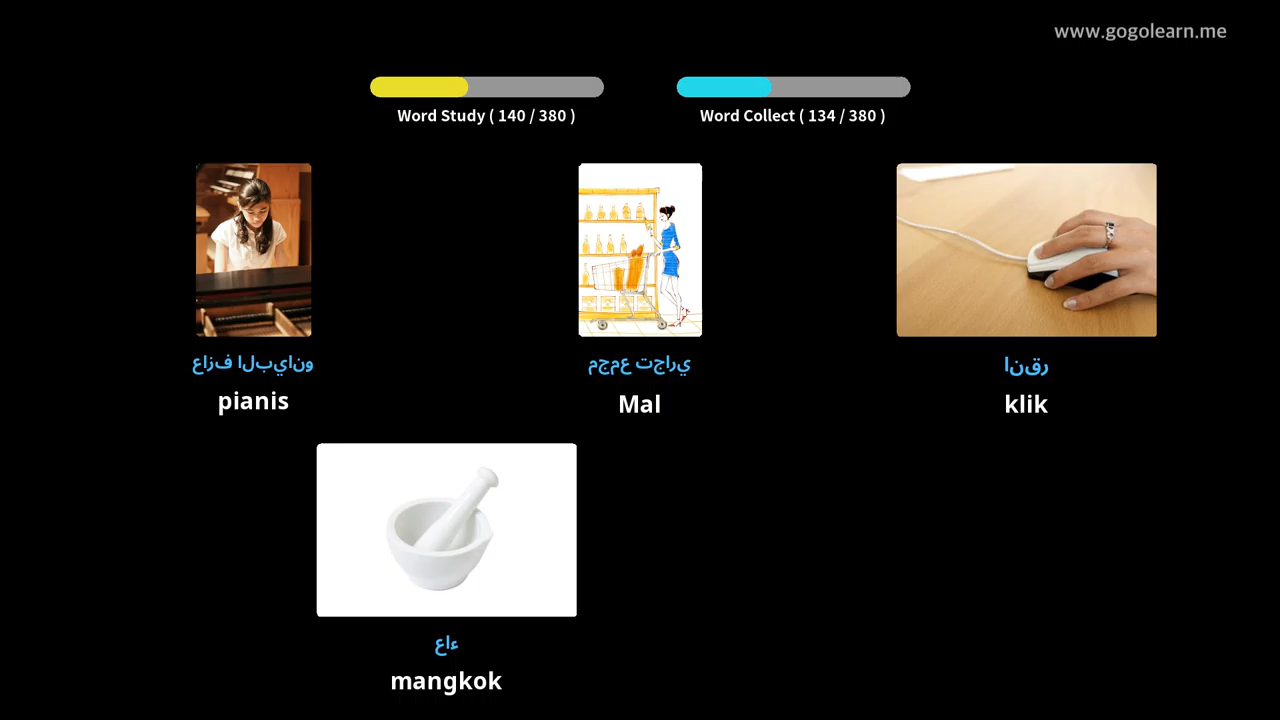 www.gogolearn.me
Word Study ( 140 / 380 )
Word Collect ( 134 / 380 )
عازف البيانو
مجمع تجاري
انقر
pianis
Mal
klik
عاء
mangkok